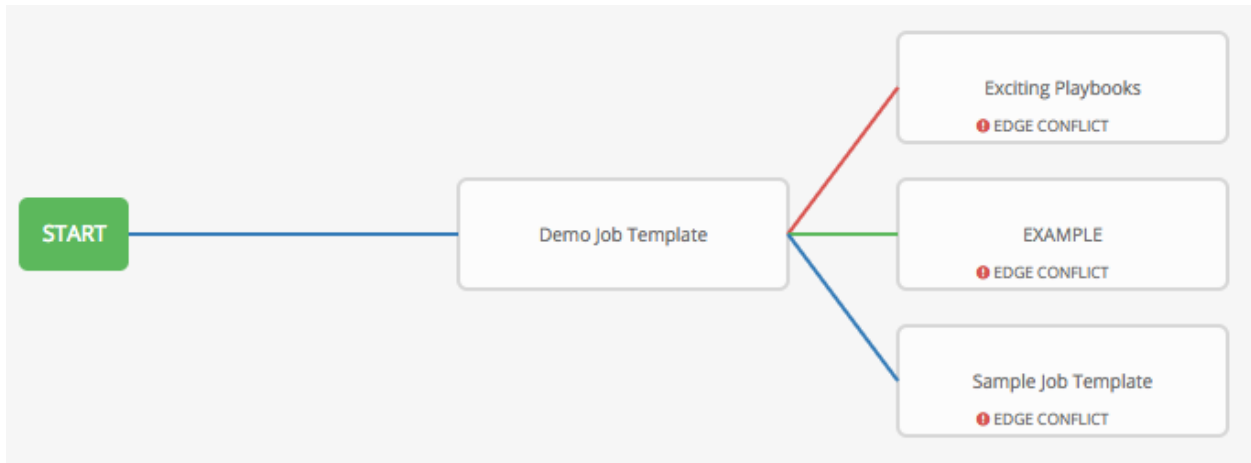 START
Demo Job Template
Exciting Playbooks
EDGE CONFLICT
EXAMPLE
EDGE CONFLICT
Sample Job Template
EDGE CONFLICT